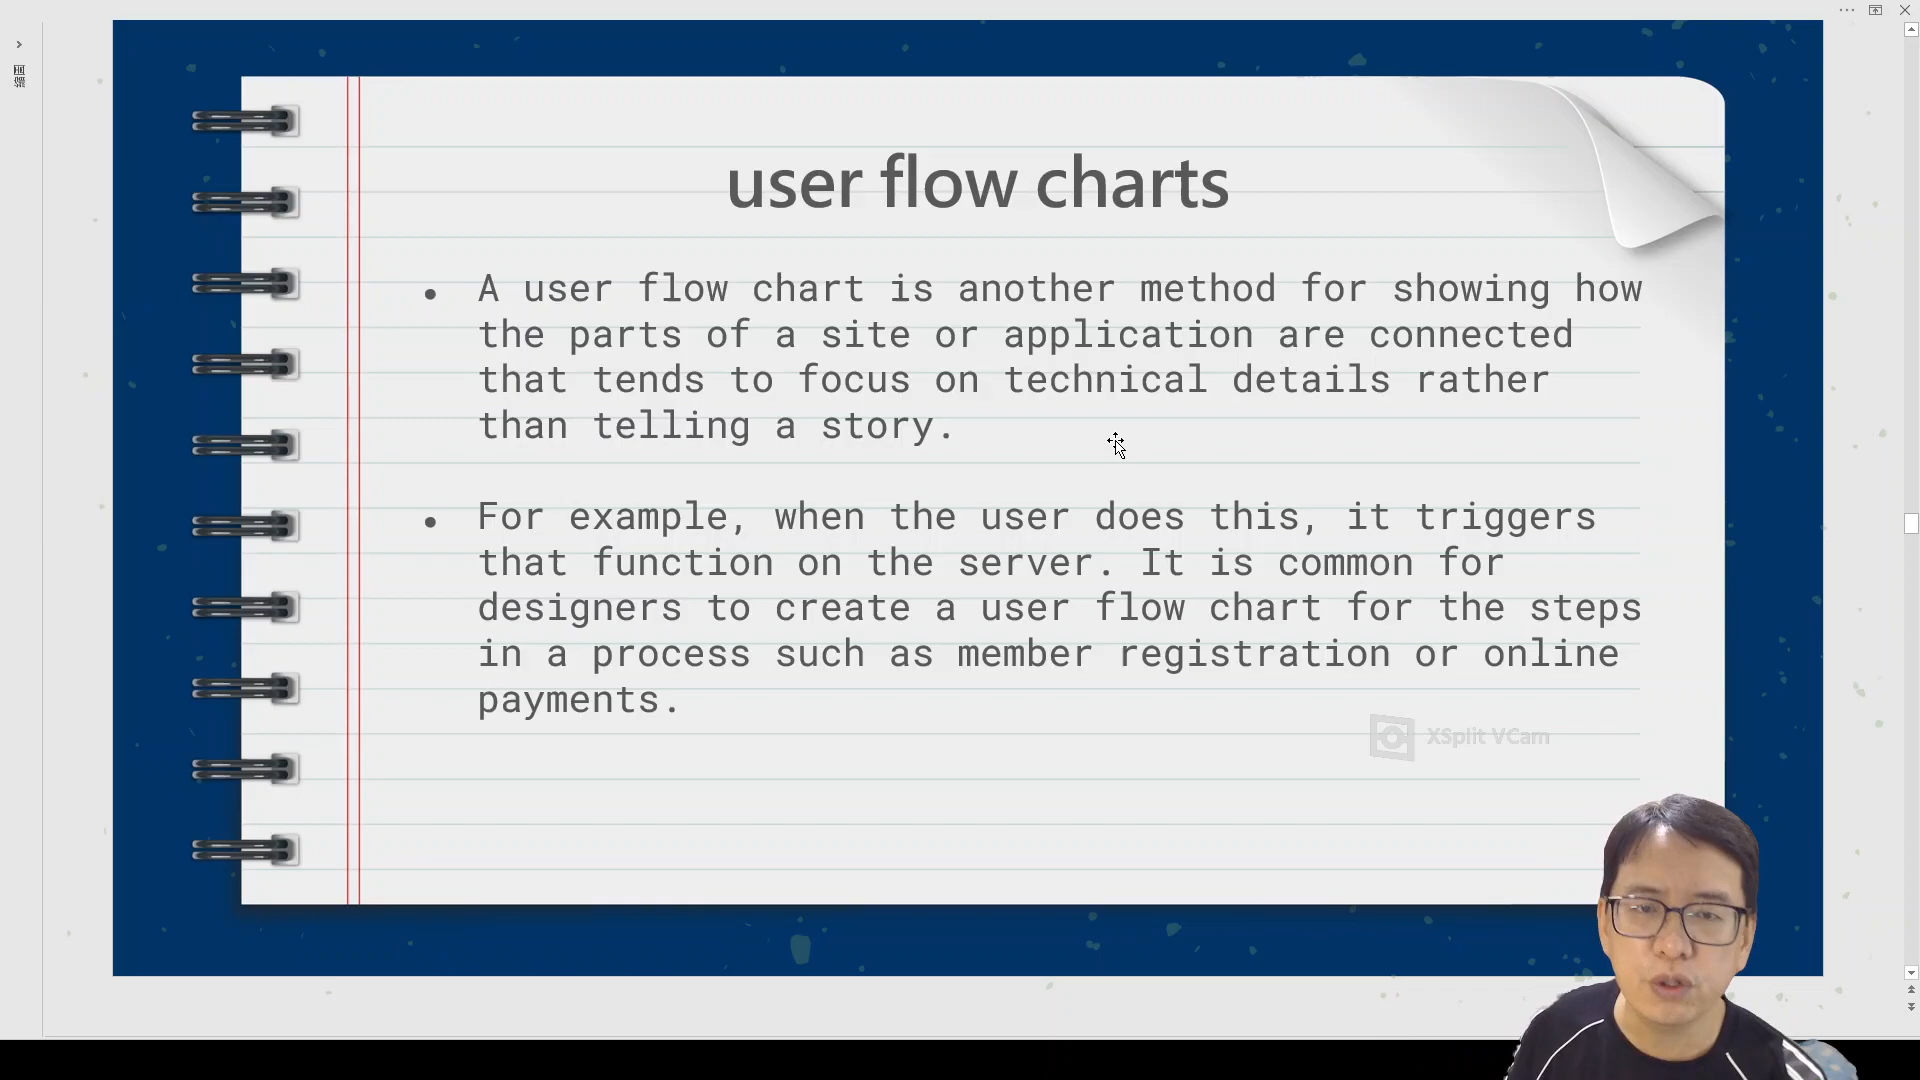 user flow charts
• A user flow chart is another method for showing how
the parts of a site or application are connected
that tends to focus on technical details rather
than telling a story.
• For example, when the user does this, it triggers
that function on the server. It is common for
designers to create a user flow chart for the steps
in a process such as member registration or online
payments.
XSplit VCam